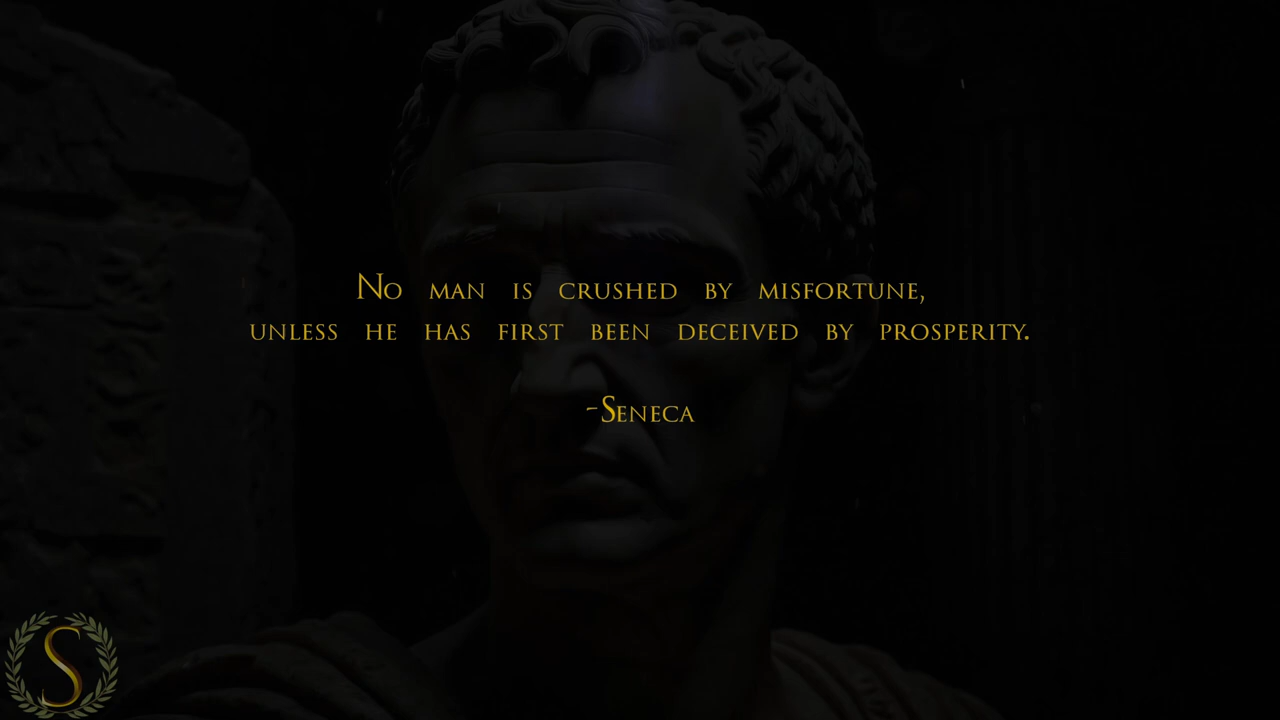 No man is crushed by misfortune,
unless he has first been deceived by prosperity.
-Seneca
S